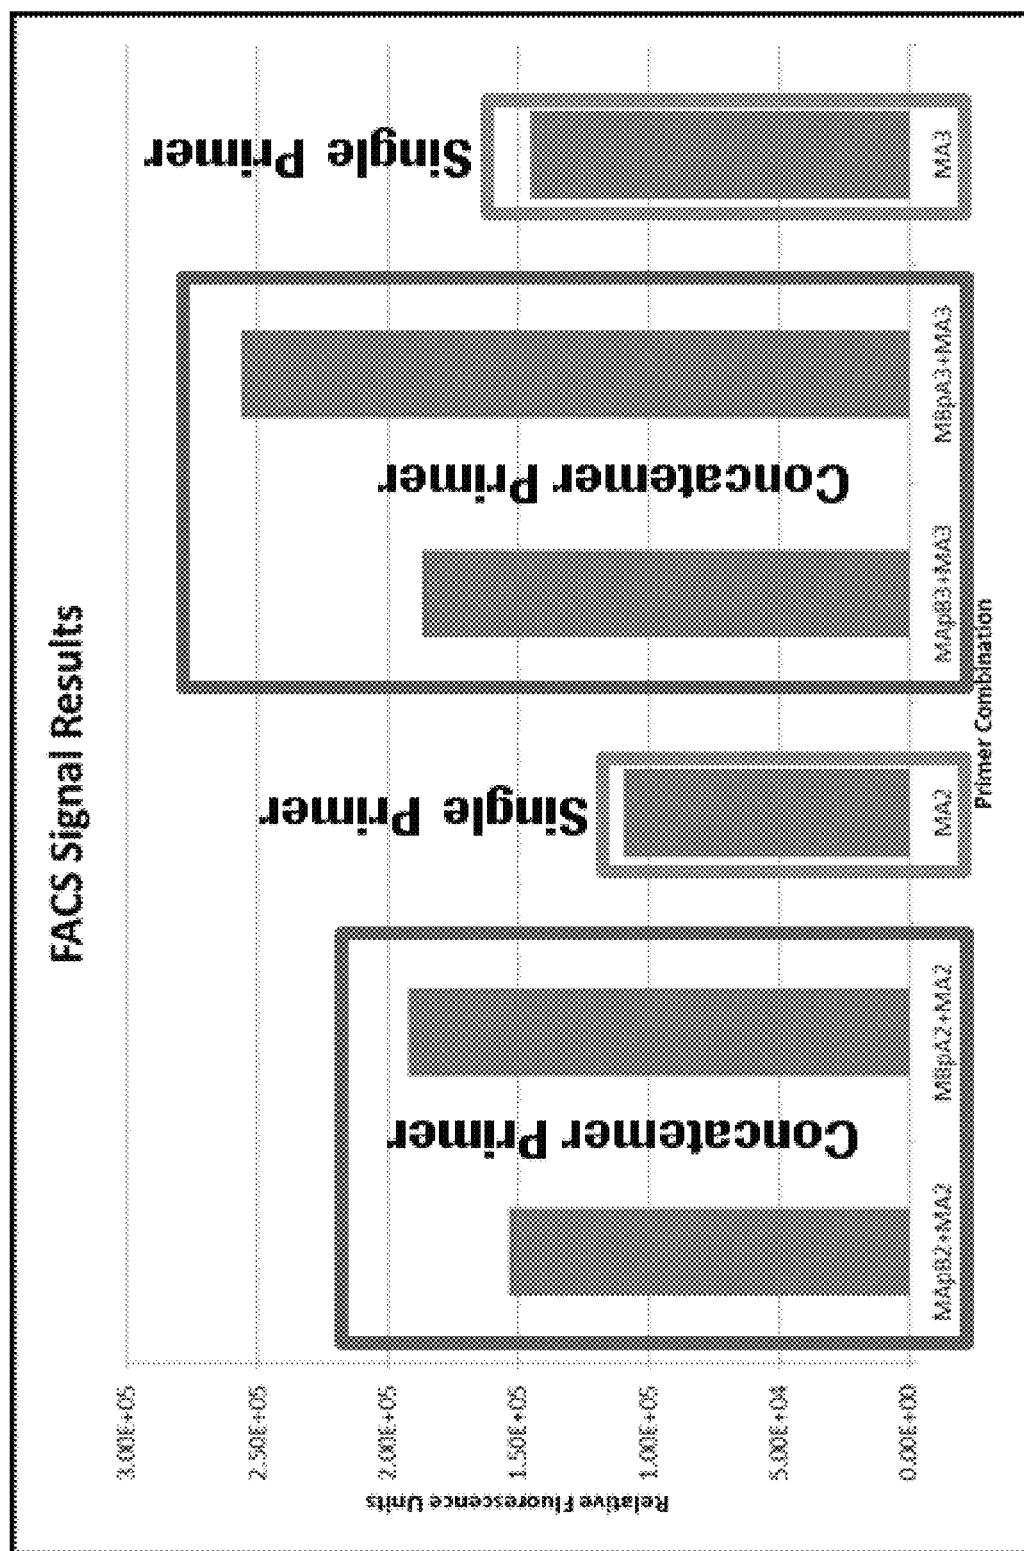 FACS Signal Results
Relative Fluorescence Units
3.00E+05
2.50E+05
2.00E+05
1.50E+05
1.00E+05
5.00E+04
0.00E+00
Concatemer Primer
Single Primer
Concatemer Primer
Single Primer
MApB2+MA2
MBpA2+MA2
MA2
MApB3+MA3
MBpA3+MA3
MA3
Primer Combination